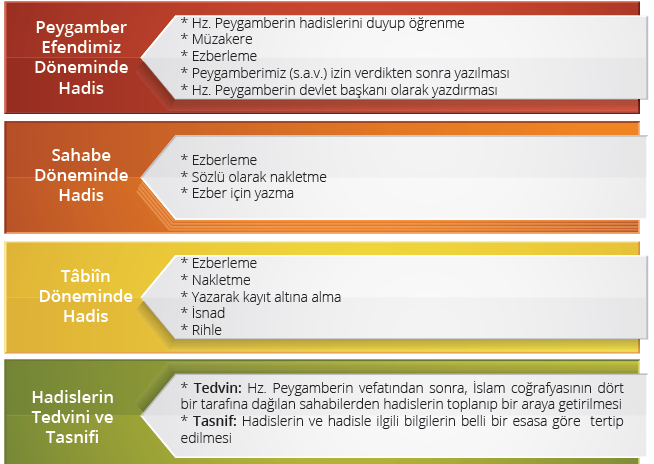 Peygamber
Efendimiz
Döneminde
Hadis
* Hz. Peygamberin hadislerini duyup öğrenme
* Müzakere
* Ezberleme
* Peygamberimiz (s.a.v.) izin verdikten sonra yazılması
* Hz. Peygamberin devlet başkanı olarak yazdırması
Sahabe
Döneminde
Hadis
* Ezberleme
* Sözlü olarak nakletme
* Ezber için yazma
Tâbiîn
Döneminde
Hadis
* Ezberleme
* Nakletme
* Yazarak kayıt altına alma
* İsnad
* Rihle
Hadislerin
Tedvini ve
Tasnifi
* Tedvin: Hz. Peygamberin vefatından sonra, İslam coğrafyasının dört
bir tarafına dağılan sahabilerden hadislerin toplanıp bir araya getirilmesi
* Tasnif: Hadislerin ve hadisle ilgili bilgilerin belli bir esasa göre tertip
edilmesi